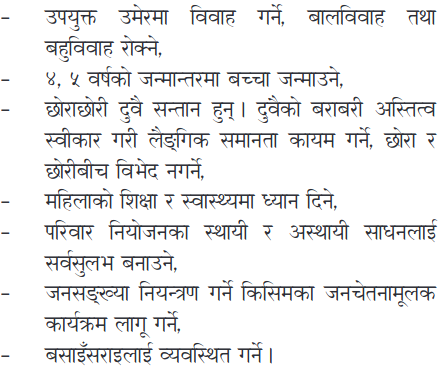 – उपयुक्त उमेरमा विवाह गर्ने, बालविवाह तथा
बहुविवाह रोक्ने,
– ४, ५ वर्षको जन्मान्तरमा बच्चा जन्माउने,
– छोराछोरी दुवै सन्तान हुन्। दुवैको बराबरी अस्तित्व
स्वीकार गरी लैङ्गिक समानता कायम गर्ने, छोरा र
छोरीबीच विभेद नगर्ने,
– महिलाको शिक्षा र स्वास्थ्यमा ध्यान दिने,
– परिवार नियोजनका स्थायी र अस्थायी साधनलाई
सर्वसुलभ बनाउने,
– जनसङ्ख्या नियन्त्रण गर्ने किसिमका जनचेतनामूलक
कार्यक्रम लागू गर्ने,
– बसाइँसराइलाई व्यवस्थित गर्ने।